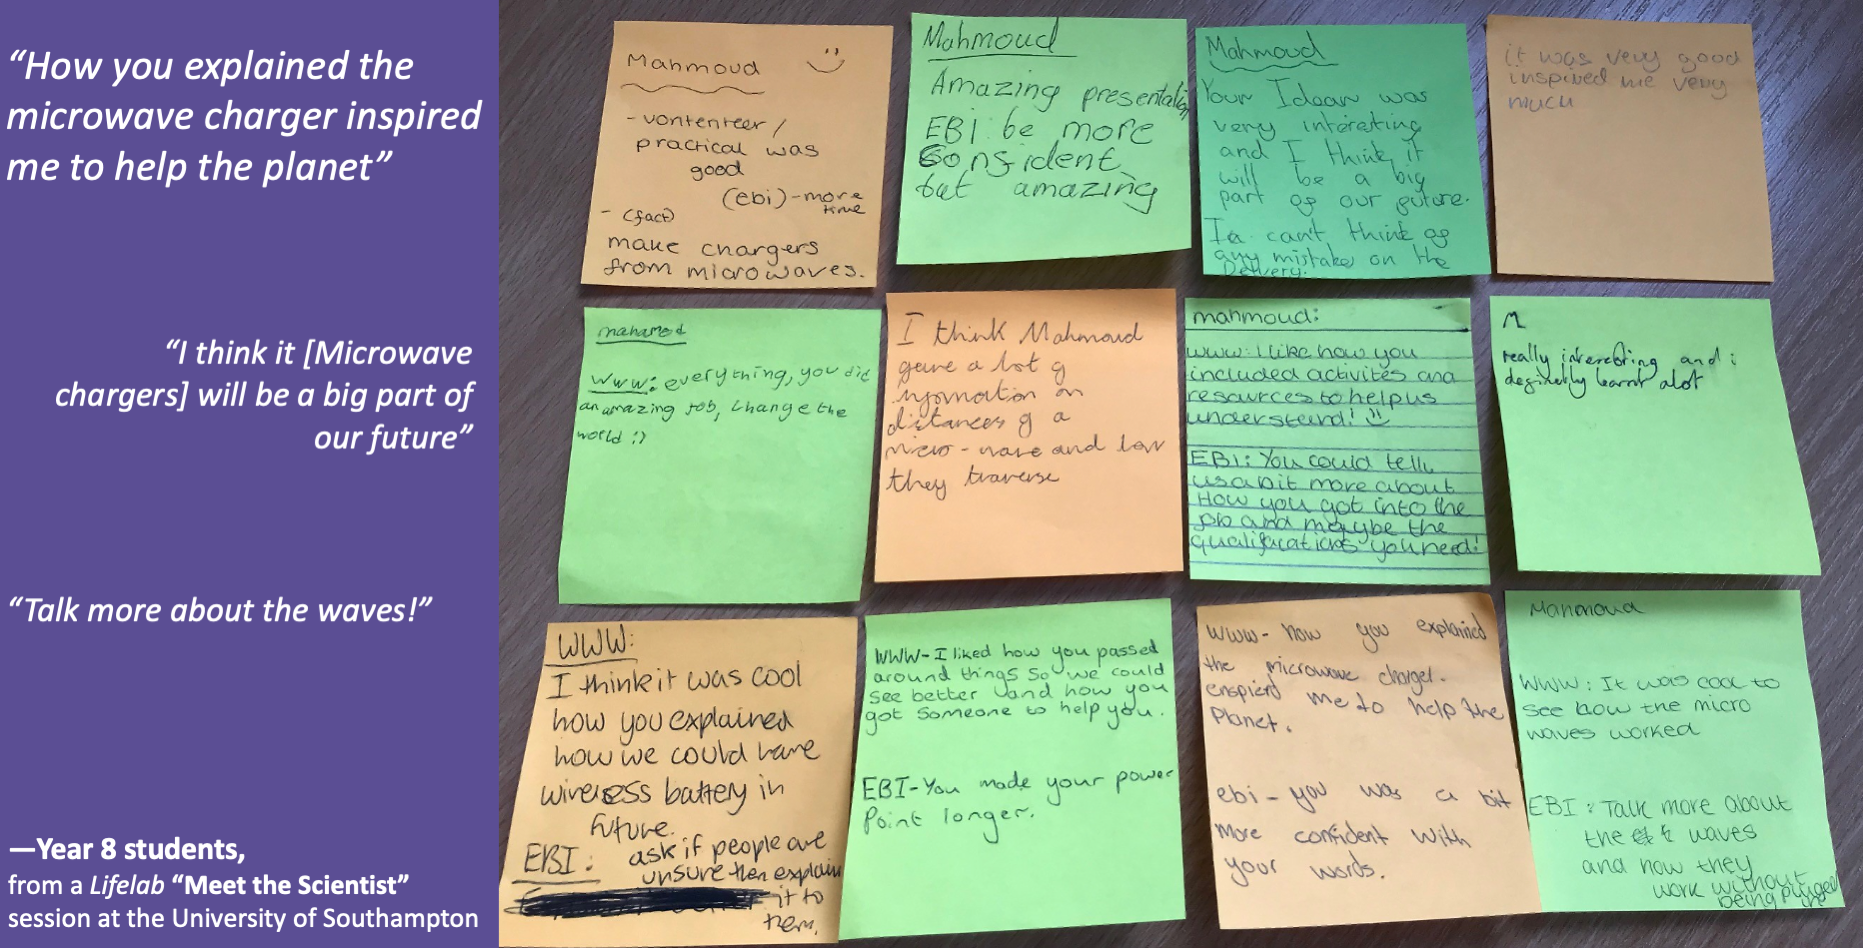 “How you explained the
microwave charger inspired
me to help the planet”
“I think it [Microwave
chargers] will be a big part of
our future”
“Talk more about the waves!”
—Year 8 students,
from a Lifelab “Meet the Scientist”
session at the University of Southampton
Mahmoud :)
- vontenteer /
practical was
good
(ebi) - more
time
- (fact)
make chargers
from microwaves.
Mahmoud
Amazing presentation
EBI be more
confident
but amazing
Mahmoud
Your Idear was
very interesting
and I think it
will be a big
part of our future.
I can't think of
any mistake on the
Delivery.
it was very good
inspired me very
much
mahamed
WWW: everything, you did
an amazing job, change the
world :)
I think Mahmoud
gave a lot of
information on
distances of a
micro-wave and how
they traverse
mahmoud:
WWW: I like how you
included activites and
resources to help us
understand! :)
EBI: You could tell
us a bit more about
How you got into the
job and maybe the
qualifacations you need!
M
really interesting and :
definelly learnt alot
WWW:
I think it was cool
how you explained
how we could have
wireless battery in
future.
EBI: ask if people are
unsure then explain
it to
them.
WWW - I liked how you passed
around things so we could
see better and how you
got someone to help you.
EBI - You made your power
Point longer.
WWW - how you explained
the microwave charger.
enspierd me to help the
Planet.
ebi - you was a bit
more confident with
your words.
Mahmoud
WWW: It was cool to
see how the micro
waves worked
EBI: Talk more about
the waves
and how they
work without
being plugged
in